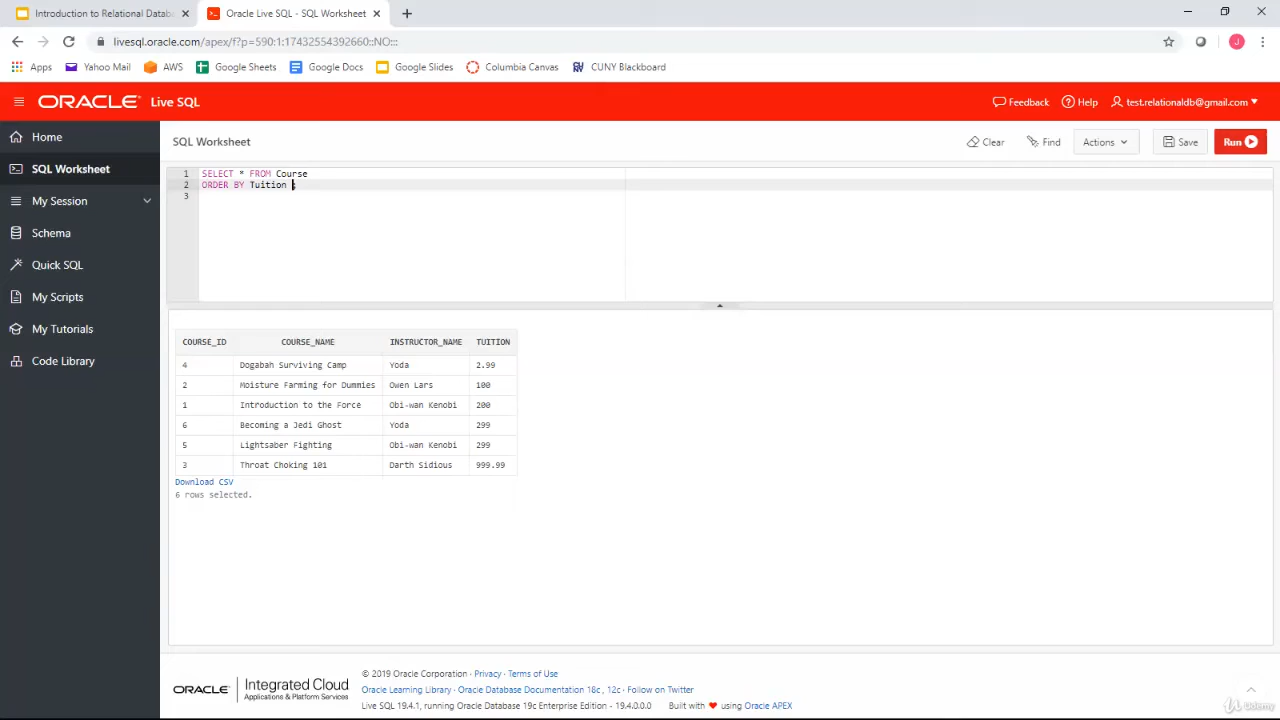 Introduction to Relational Datab
Oracle Live SQL - SQL Worksheet
livesql.oracle.com/apex/f?p=590:1:17432554392660::NO:::
J
Apps Yahoo Mail AWS Google Sheets Google Docs Google Slides Columbia Canvas CUNY Blackboard
ORACLE Live SQL Feedback Help test.relationaldb@gmail.com
Home
SQL Worksheet
My Session
Schema
Quick SQL
My Scripts
My Tutorials
Code Library
SQL Worksheet Clear Find Actions Save Run
1 SELECT * FROM Course
2 ORDER BY Tuition ;
3
COURSE_ID COURSE_NAME INSTRUCTOR_NAME TUITION
4 Dogabah Surviving Camp Yoda 2.99
2 Moisture Farming for Dummies Owen Lars 100
1 Introduction to the Force Obi-wan Kenobi 200
6 Becoming a Jedi Ghost Yoda 299
5 Lightsaber Fighting Obi-wan Kenobi 299
3 Throat Choking 101 Darth Sidious 999.99
Download CSV
6 rows selected.
ORACLE Integrated Cloud
Applications & Platform Services
© 2019 Oracle Corporation · Privacy · Terms of Use
Oracle Learning Library · Oracle Database Documentation 18c , 12c · Follow on Twitter
Live SQL 19.4.1, running Oracle Database 19c Enterprise Edition - 19.4.0.0.0 Built with ❤ using Oracle APEX
Udemy